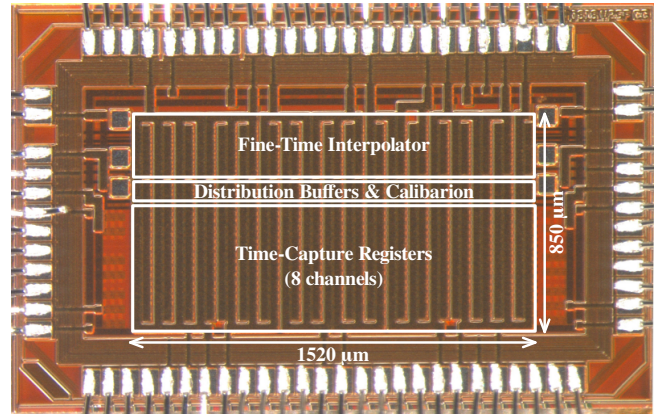 Fine-Time Interpolator
Distribution Buffers & Calibarion
Time-Capture Registers
(8 channels)
850 µm
1520 µm